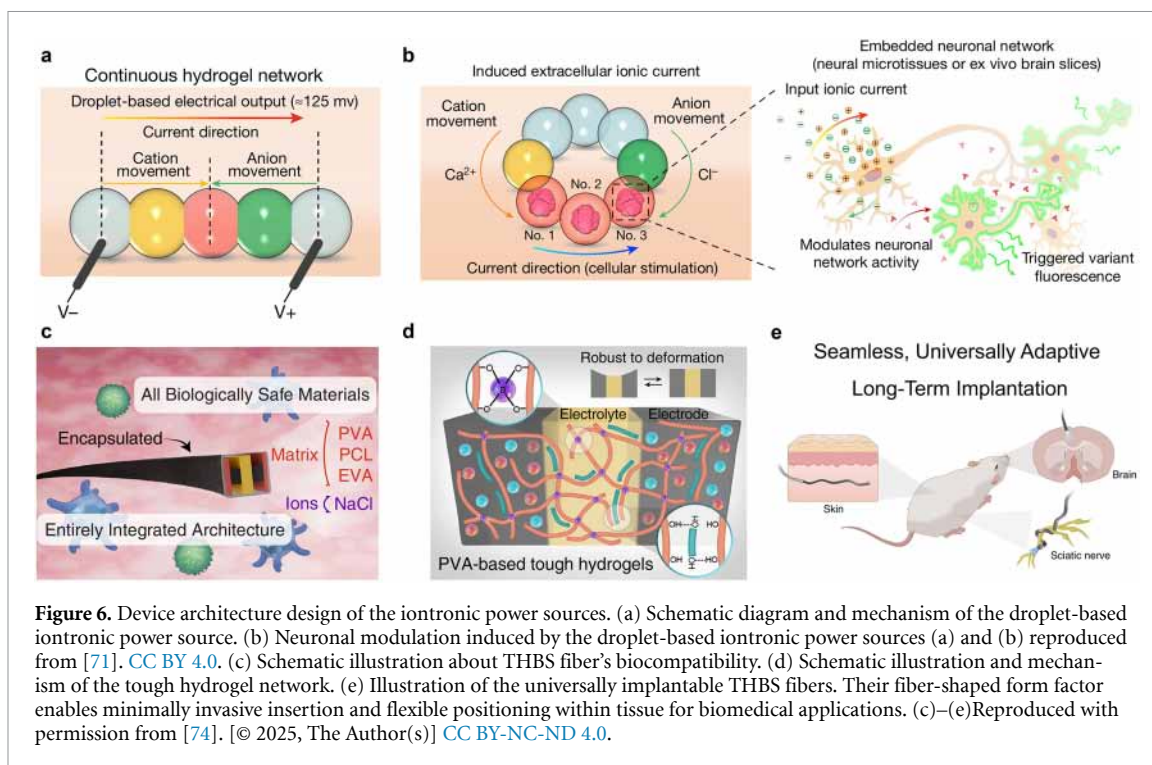 a
Continuous hydrogel network
Droplet-based electrical output (≈125 mv)
Current direction
Cation
movement
Anion
movement
V−
V+
b
Induced extracellular ionic current
Cation
movement
Anion
movement
Ca²⁺
Cl⁻
No. 1
No. 2
No. 3
Current direction (cellular stimulation)
Embedded neuronal network
(neural microtissues or ex vivo brain slices)
Input ionic current
Modulates neuronal
network activity
Triggered variant
fluorescence
c
All Biologically Safe Materials
Encapsulated
Matrix
PVA
PCL
EVA
Ions
NaCl
Entirely Integrated Architecture
d
Robust to deformation
Electrolyte
Electrode
PVA-based tough hydrogels
e
Seamless, Universally Adaptive
Long-Term Implantation
Skin
Brain
Sciatic nerve
Figure 6. Device architecture design of the iontronic power sources. (a) Schematic diagram and mechanism of the droplet-based
iontronic power source. (b) Neuronal modulation induced by the droplet-based iontronic power sources (a) and (b) reproduced
from [71]. CC BY 4.0. (c) Schematic illustration about THBS fiber's biocompatibility. (d) Schematic illustration and mechan-
ism of the tough hydrogel network. (e) Illustration of the universally implantable THBS fibers. Their fiber-shaped form factor
enables minimally invasive insertion and flexible positioning within tissue for biomedical applications. (c)–(e)Reproduced with
permission from [74]. [© 2025, The Author(s)] CC BY-NC-ND 4.0.